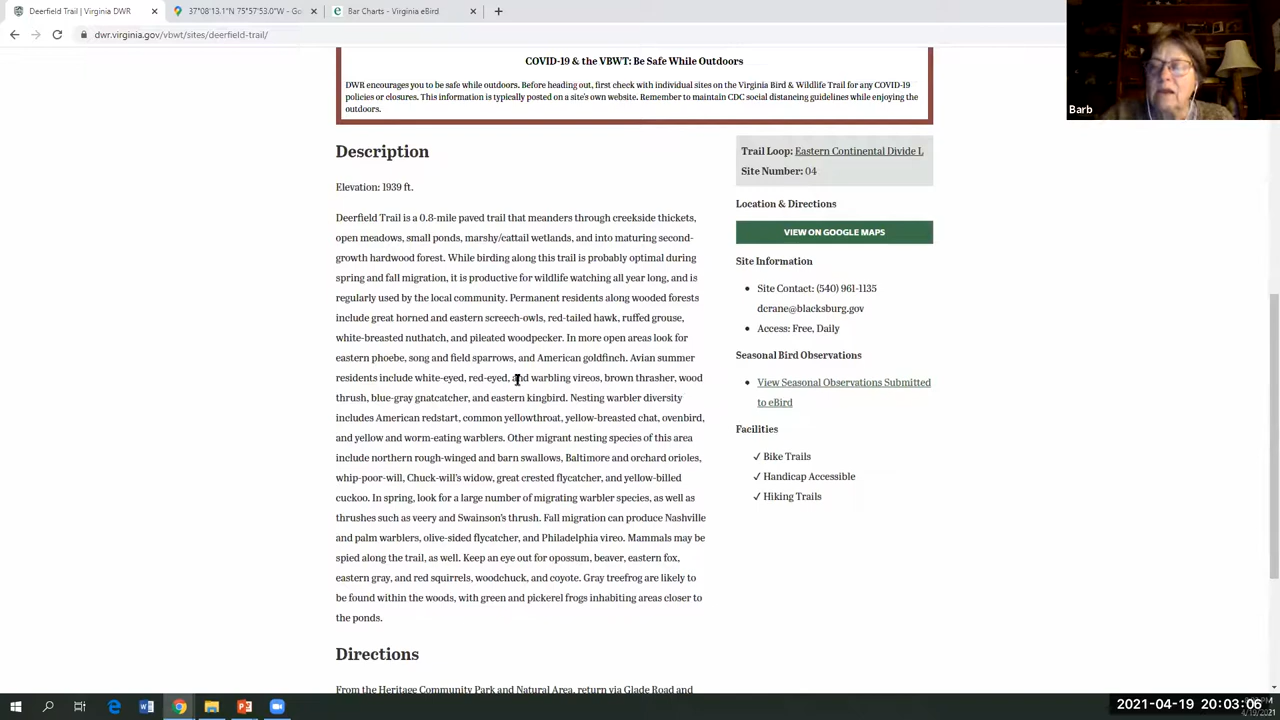 Deerfield Trail | Virginia DWR
37°08'13.1"N 75°57'53.0"W - Go
Bar Charts - Virginia eBird
dwr.virginia.gov/vbwt/sites/deerfield-trail/
Barb
COVID-19 & the VBWT: Be Safe While Outdoors
DWR encourages you to be safe while outdoors. Before heading out, first check with individual sites on the Virginia Bird & Wildlife Trail for any COVID-19
policies or closures. This information is typically posted on a site's own website. Remember to maintain CDC social distancing guidelines while enjoying the
outdoors.
Description
Elevation: 1939 ft.
Deerfield Trail is a 0.8-mile paved trail that meanders through creekside thickets,
open meadows, small ponds, marshy/cattail wetlands, and into maturing second-
growth hardwood forest. While birding along this trail is probably optimal during
spring and fall migration, it is productive for wildlife watching all year long, and is
regularly used by the local community. Permanent residents along wooded forests
include great horned and eastern screech-owls, red-tailed hawk, ruffed grouse,
white-breasted nuthatch, and pileated woodpecker. In more open areas look for
eastern phoebe, song and field sparrows, and American goldfinch. Avian summer
residents include white-eyed, red-eyed, and warbling vireos, brown thrasher, wood
thrush, blue-gray gnatcatcher, and eastern kingbird. Nesting warbler diversity
includes American redstart, common yellowthroat, yellow-breasted chat, ovenbird,
and yellow and worm-eating warblers. Other migrant nesting species of this area
include northern rough-winged and barn swallows, Baltimore and orchard orioles,
whip-poor-will, Chuck-will's widow, great crested flycatcher, and yellow-billed
cuckoo. In spring, look for a large number of migrating warbler species, as well as
thrushes such as veery and Swainson's thrush. Fall migration can produce Nashville
and palm warblers, olive-sided flycatcher, and Philadelphia vireo. Mammals may be
spied along the trail, as well. Keep an eye out for opossum, beaver, eastern fox,
eastern gray, and red squirrels, woodchuck, and coyote. Gray treefrog are likely to
be found within the woods, with green and pickerel frogs inhabiting areas closer to
the ponds.
Directions
From the Heritage Community Park and Natural Area, return via Glade Road and
Trail Loop: Eastern Continental Divide L
Site Number: 04
Location & Directions
VIEW ON GOOGLE MAPS
Site Information
Site Contact: (540) 961-1135
dcrane@blacksburg.gov
Access: Free, Daily
Seasonal Bird Observations
View Seasonal Observations Submitted
to eBird
Facilities
✓ Bike Trails
✓ Handicap Accessible
✓ Hiking Trails
2021-04-19 20:03:06